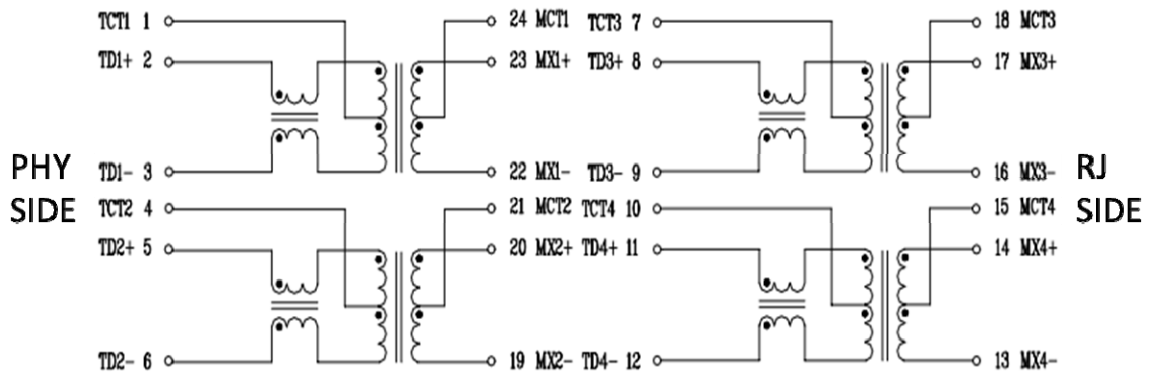 TCT1 1 24 MCT1 TCT3 7 18 MCT3
TD1+ 2 23 MX1+ TD3+ 8 17 MX3+
PHY SIDE
RJ SIDE
TD1- 3 22 MX1- TD3- 9 16 MX3-
TCT2 4 21 MCT2 TCT4 10 15 MCT4
TD2+ 5 20 MX2+ TD4+ 11 14 MX4+
TD2- 6 19 MX2- TD4- 12 13 MX4-